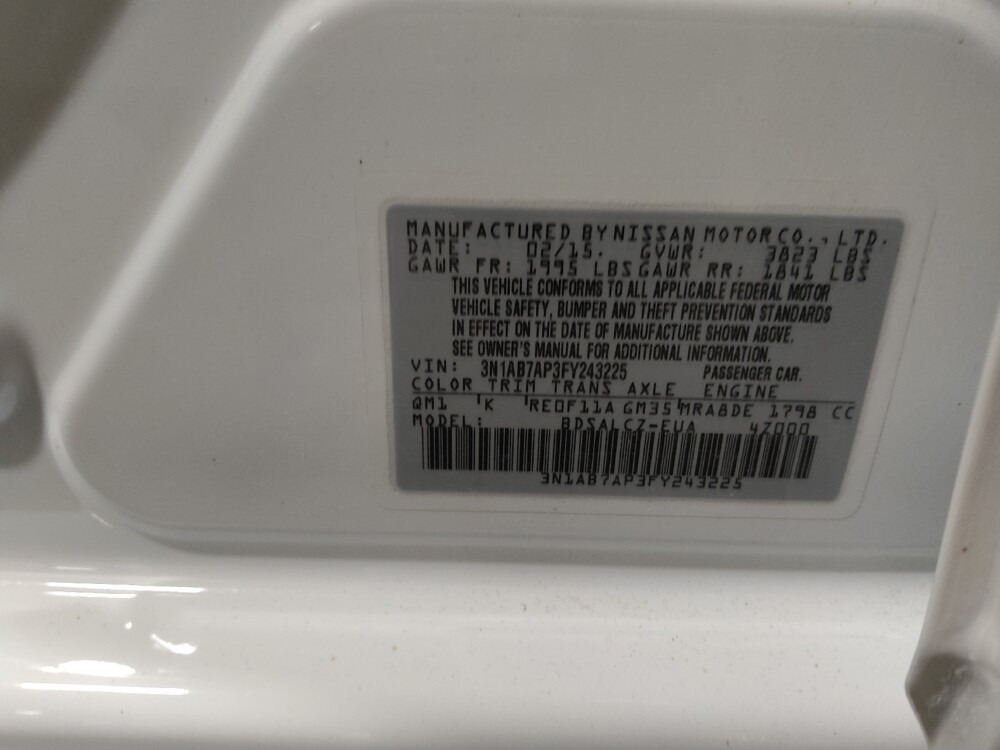 MANUFACTURED BY NISSAN MOTOR CO., LTD.
DATE: 02/15. GVWR: 3823 LBS
GAWR FR: 1995 LBS GAWR RR: 1841 LBS
THIS VEHICLE CONFORMS TO ALL APPLICABLE FEDERAL MOTOR
VEHICLE SAFETY, BUMPER AND THEFT PREVENTION STANDARDS
IN EFFECT ON THE DATE OF MANUFACTURE SHOWN ABOVE.
SEE OWNER'S MANUAL FOR ADDITIONAL INFORMATION.
VIN: 3N1AB7AP3FY243225 PASSENGER CAR.
COLOR TRIM TRANS AXLE ENGINE
QM1 K RE0F11A GM35 MRA8DE 1798 CC
MODEL: BDSALCZ-EUA 4Z000
3N1AB7AP3FY243225